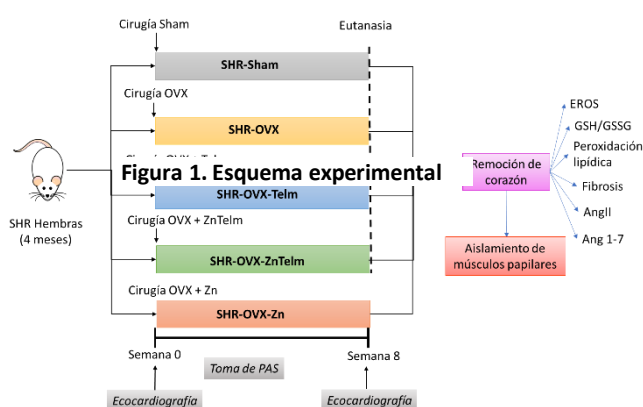 Cirugía Sham
Eutanasia
SHR-Sham
Cirugía OVX
SHR-OVX
Figura 1. Esquema experimental
SHR-OVX-Telm
Cirugía OVX + ZnTelm
SHR-OVX-ZnTelm
Cirugía OVX + Zn
SHR-OVX-Zn
SHR Hembras
(4 meses)
Semana 0
Semana 8
Toma de PAS
Ecocardiografía
Ecocardiografía
Remoción de
corazón
EROS
GSH/GSSG
Peroxidación
lipídica
Fibrosis
AngII
Ang 1-7
Aislamiento de
músculos papilares